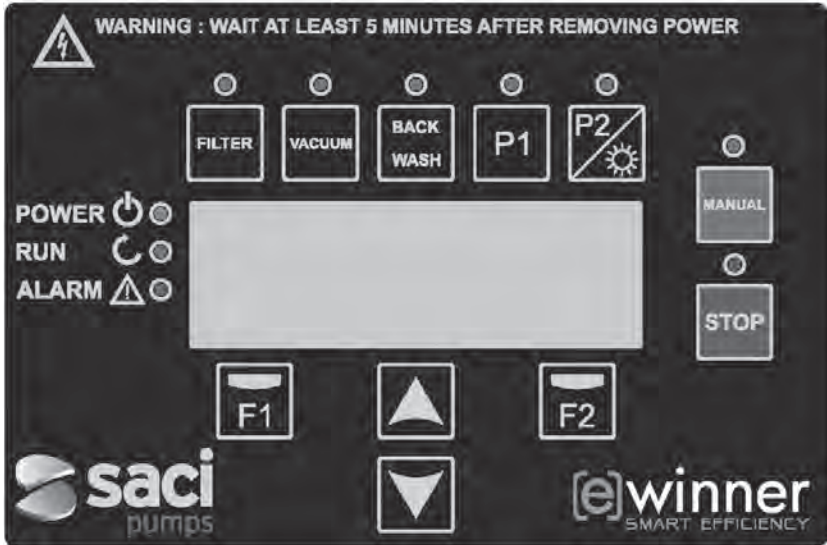 WARNING : WAIT AT LEAST 5 MINUTES AFTER REMOVING POWER
FILTER
VACUUM
BACK
WASH
P1
P2
POWER
RUN
ALARM
MANUAL
STOP
F1
F2
saci
pumps
[e]winner
SMART EFFICIENCY